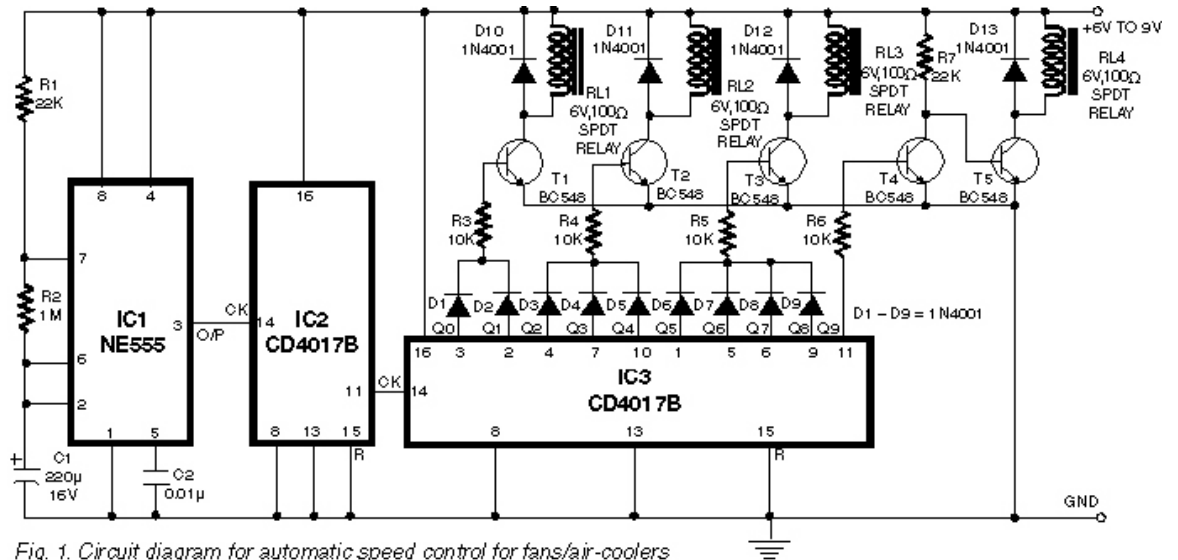 D10
1N4001
D11
1N4001
D12
1N4001
D13
1N4001
+6V TO 9V
R1
22K
RL1
6V,100Ω
SPDT
RELAY
RL2
6V,100Ω
SPDT
RELAY
RL3
6V,100Ω
SPDT
RELAY
R7
22K
RL4
6V,100Ω
SPDT
RELAY
8
4
16
T1
BC548
T2
BC548
T3
BC548
T4
BC548
T5
BC548
R3
10K
R4
10K
R5
10K
R6
10K
7
R2
1M
6
2
IC1
NE555
3
O/P
CK
14
IC2
CD4017B
11
CK
14
D1
D2
D3
D4
D5
D6
D7
D8
D9
D1 – D9 = 1N4001
Q0
Q1
Q2
Q3
Q4
Q5
Q6
Q7
Q8
Q9
16
3
2
4
7
10
1
5
6
9
11
IC3
CD4017B
1
5
8
13
15
R
8
13
15
R
+
C1
220µ
16V
C2
0.01µ
GND
Fig. 1. Circuit diagram for automatic speed control for fans/air-coolers